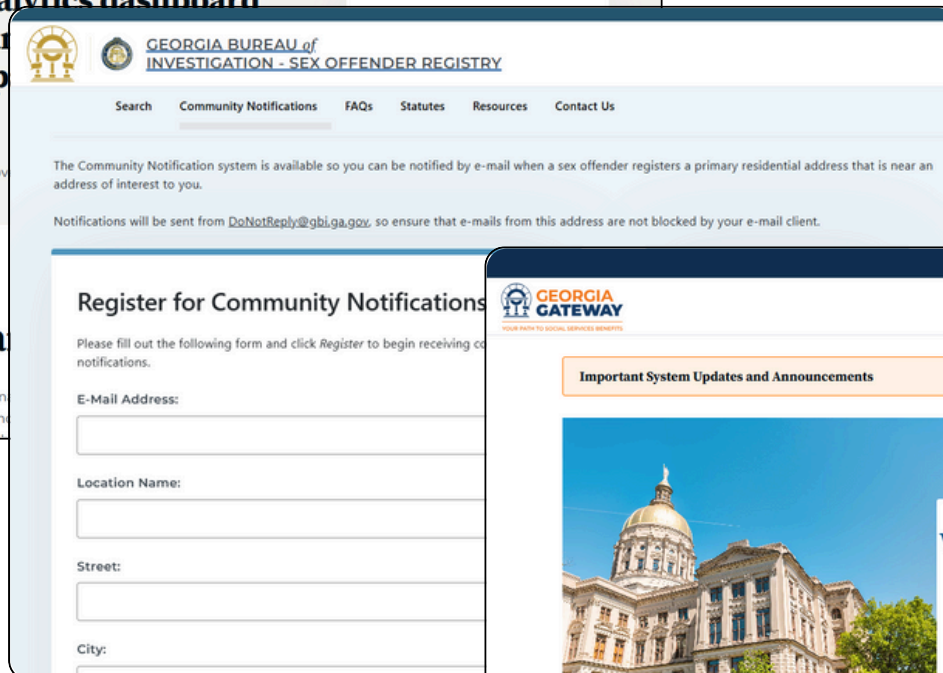 alytics dashboard
GEORGIA BUREAU of
INVESTIGATION - SEX OFFENDER REGISTRY
Search Community Notifications FAQs Statutes Resources Contact Us
The Community Notification system is available so you can be notified by e-mail when a sex offender registers a primary residential address that is near an
address of interest to you.
Notifications will be sent from DoNotReply@gbi.ga.gov, so ensure that e-mails from this address are not blocked by your e-mail client.
Register for Community Notifications
Please fill out the following form and click Register to begin receiving co
notifications.
E-Mail Address:
Location Name:
Street:
City:
GEORGIA
GATEWAY
YOUR PATH TO SOCIAL SERVICES BENEFITS
Important System Updates and Announcements